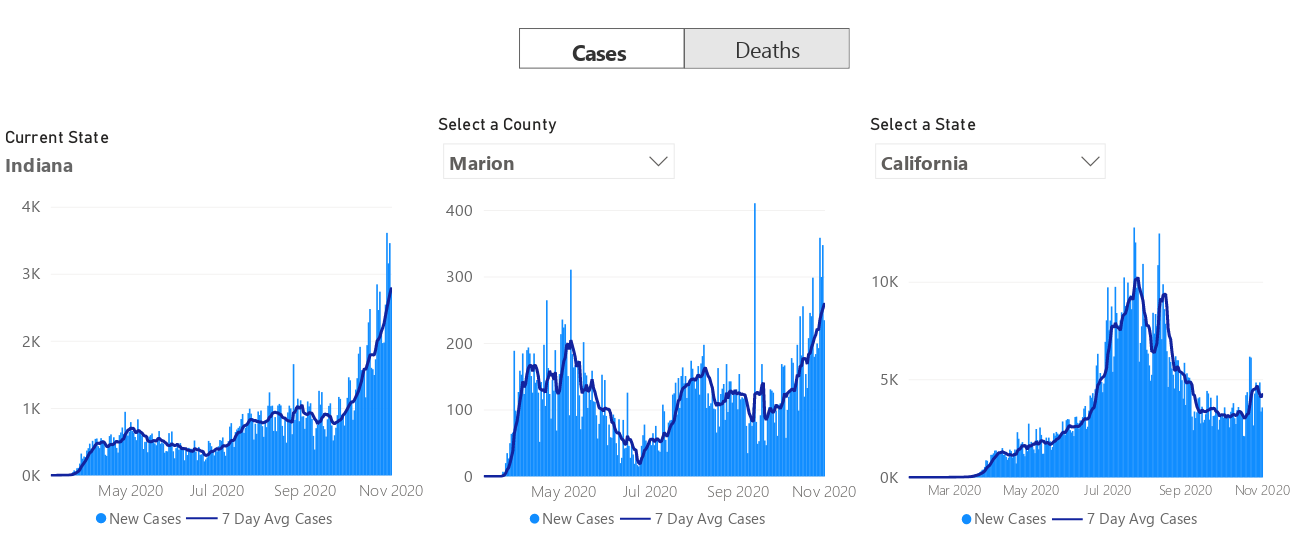 Cases
Deaths
Current State
Indiana
4K
3K
2K
1K
0K
May 2020
Jul 2020
Sep 2020
Nov 2020
New Cases
7 Day Avg Cases
Select a County
Marion
400
300
200
100
0
May 2020
Jul 2020
Sep 2020
Nov 2020
New Cases
7 Day Avg Cases
Select a State
California
10K
5K
0K
Mar 2020
May 2020
Jul 2020
Sep 2020
Nov 2020
New Cases
7 Day Avg Cases